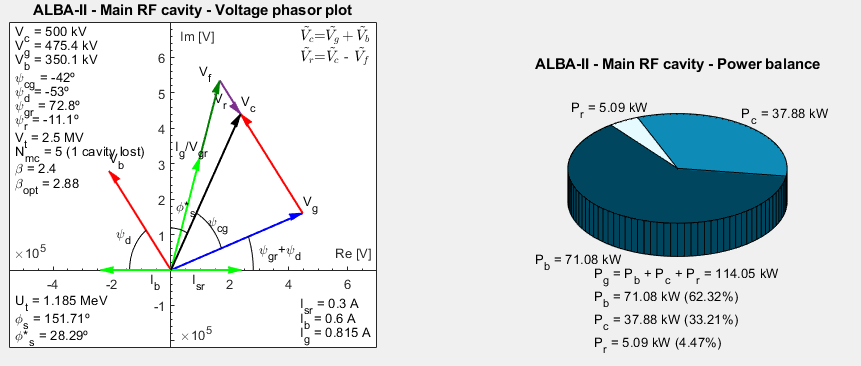 ALBA-II - Main RF cavity - Voltage phasor plot
V_c = 500 kV
V_g = 475.4 kV
V_b = 350.1 kV
ψ_cg = -42º
ψ_d = -53º
ψ_gr = 72.8º
ψ_r = -11.1º
V_t = 2.5 MV
N_mc = 5 (1 cavity lost)
β = 2.4
β_opt = 2.88
Im [V]
Ṽ_c=Ṽ_g + Ṽ_b
Ṽ_r=Ṽ_c - Ṽ_f
6
5
4
3
2
1
-1
V_f
V_r
V_c
I_g/V_gr
V_b
V_g
φ*_s
ψ_cg
ψ_d
ψ_gr+ψ_d
×10^5
Re [V]
I_b
I_sr
-4
-2
0
2
4
6
×10^5
U_t = 1.185 MeV
φ_s = 151.71º
φ*_s = 28.29º
I_sr = 0.3 A
I_b = 0.6 A
I_g = 0.815 A
ALBA-II - Main RF cavity - Power balance
P_r = 5.09 kW
P_c = 37.88 kW
P_b = 71.08 kW
P_g = P_b + P_c + P_r = 114.05 kW
P_b = 71.08 kW (62.32%)
P_c = 37.88 kW (33.21%)
P_r = 5.09 kW (4.47%)